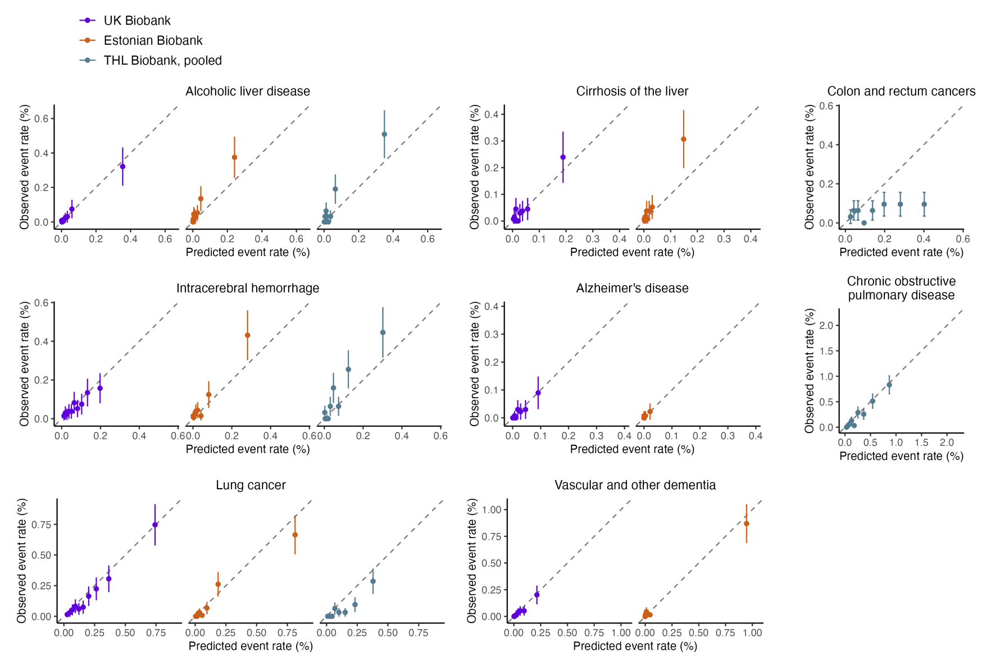 UK Biobank
Estonian Biobank
THL Biobank, pooled
Alcoholic liver disease
Observed event rate (%)
0.6
0.4
0.2
0.0
0.0 0.2 0.4 0.6 0.0 0.2 0.4 0.6 0.0 0.2 0.4 0.6
Predicted event rate (%)
Cirrhosis of the liver
Observed event rate (%)
0.4
0.3
0.2
0.1
0.0
0.0 0.1 0.2 0.3 0.4 0.0 0.1 0.2 0.3 0.4
Predicted event rate (%)
Colon and rectum cancers
Observed event rate (%)
0.6
0.4
0.2
0.0
0.0 0.2 0.4 0.6
Predicted event rate (%)
Intracerebral hemorrhage
Observed event rate (%)
0.6
0.4
0.2
0.0
0.0 0.2 0.4 0.6 0.0 0.2 0.4 0.6 0.0 0.2 0.4 0.6
Predicted event rate (%)
Alzheimer's disease
Observed event rate (%)
0.4
0.3
0.2
0.1
0.0
0.0 0.1 0.2 0.3 0.4 0.0 0.1 0.2 0.3 0.4
Predicted event rate (%)
Chronic obstructive
pulmonary disease
Observed event rate (%)
2.0
1.5
1.0
0.5
0.0
0.0 0.5 1.0 1.5 2.0
Predicted event rate (%)
Lung cancer
Observed event rate (%)
0.75
0.50
0.25
0.00
0.00 0.25 0.50 0.75 0.00 0.25 0.50 0.75 0.00 0.25 0.50 0.75
Predicted event rate (%)
Vascular and other dementia
Observed event rate (%)
1.00
0.75
0.50
0.25
0.00
0.00 0.25 0.50 0.75 1.00 0.00 0.25 0.50 0.75 1.00
Predicted event rate (%)